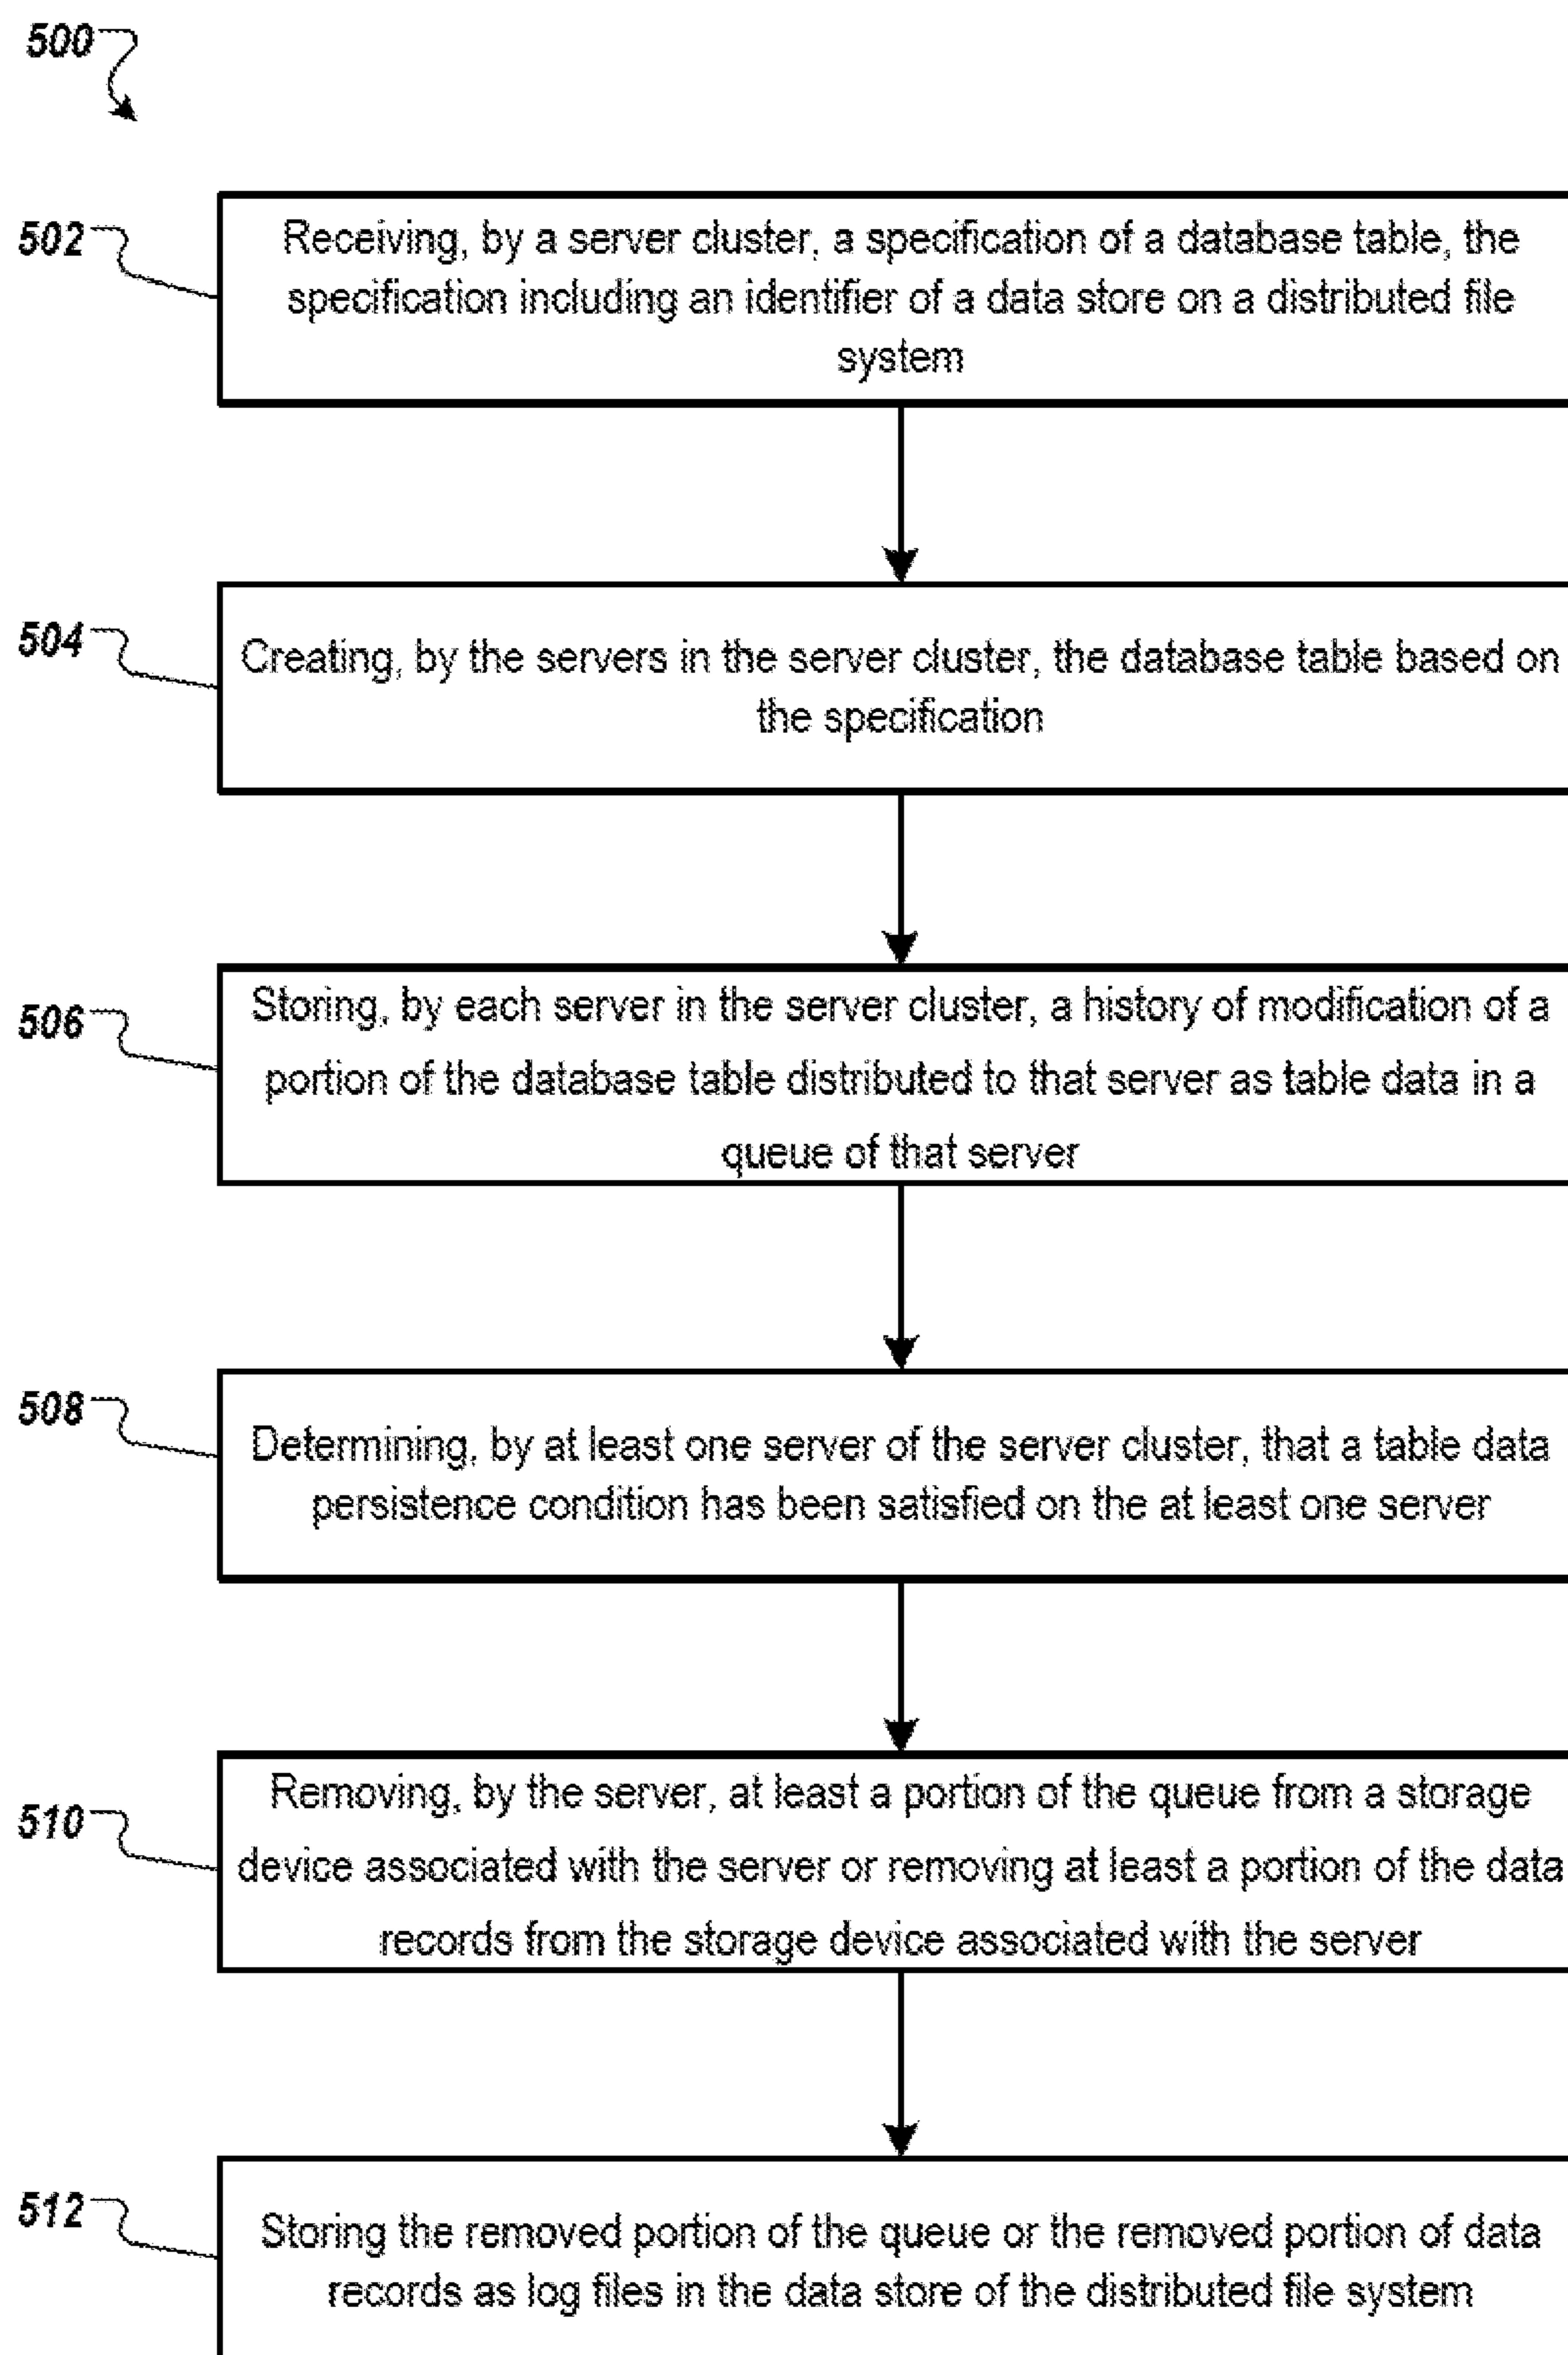 500
502
Receiving, by a server cluster, a specification of a database table, the
specification including an identifier of a data store on a distributed file
system
504
Creating, by the servers in the server cluster, the database table based on
the specification
506
Storing, by each server in the server cluster, a history of modification of a
portion of the database table distributed to that server as table data in a
queue of that server
508
Determining, by at least one server of the server cluster, that a table data
persistence condition has been satisfied on the at least one server
510
Removing, by the server, at least a portion of the queue from a storage
device associated with the server or removing at least a portion of the data
records from the storage device associated with the server
512
Storing the removed portion of the queue or the removed portion of data
records as log files in the data store of the distributed file system